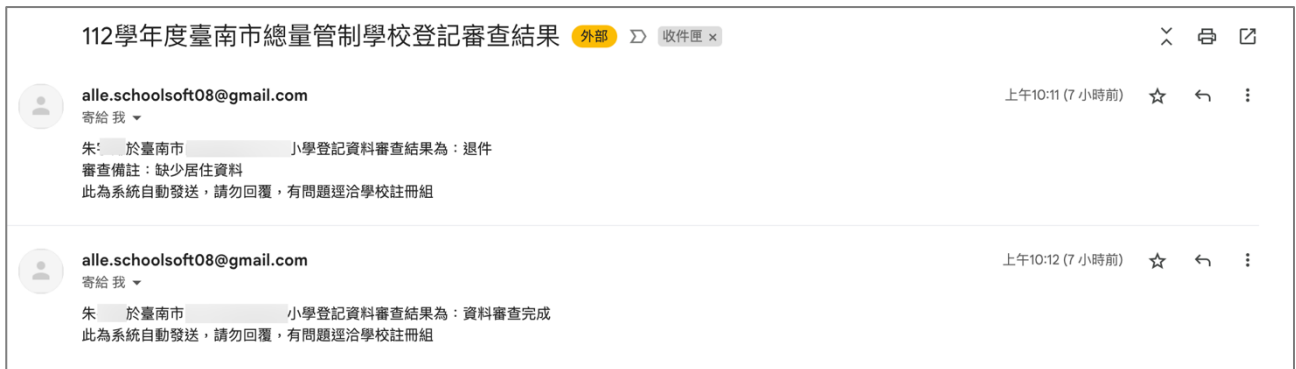 112學年度臺南市總量管制學校登記審查結果 外部 收件匣 ×
alle.schoolsoft08@gmail.com 上午10:11 (7 小時前)
寄給 我
朱 於臺南市 小學登記資料審查結果為:退件
審查備註:缺少居住資料
此為系統自動發送,請勿回覆,有問題逕洽學校註冊組
alle.schoolsoft08@gmail.com 上午10:12 (7 小時前)
寄給 我
朱 於臺南市 小學登記資料審查結果為:資料審查完成
此為系統自動發送,請勿回覆,有問題逕洽學校註冊組